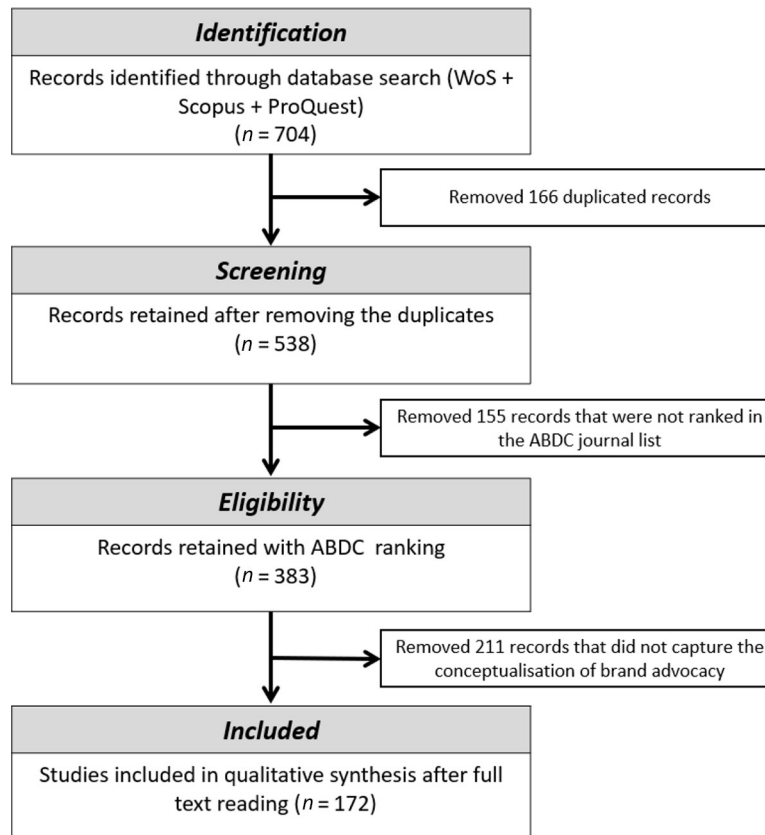 Identification
Records identified through database search (WoS +
Scopus + ProQuest)
(n = 704)
Removed 166 duplicated records
Screening
Records retained after removing the duplicates
(n = 538)
Removed 155 records that were not ranked in
the ABDC journal list
Eligibility
Records retained with ABDC ranking
(n = 383)
Removed 211 records that did not capture the
conceptualisation of brand advocacy
Included
Studies included in qualitative synthesis after full
text reading (n = 172)